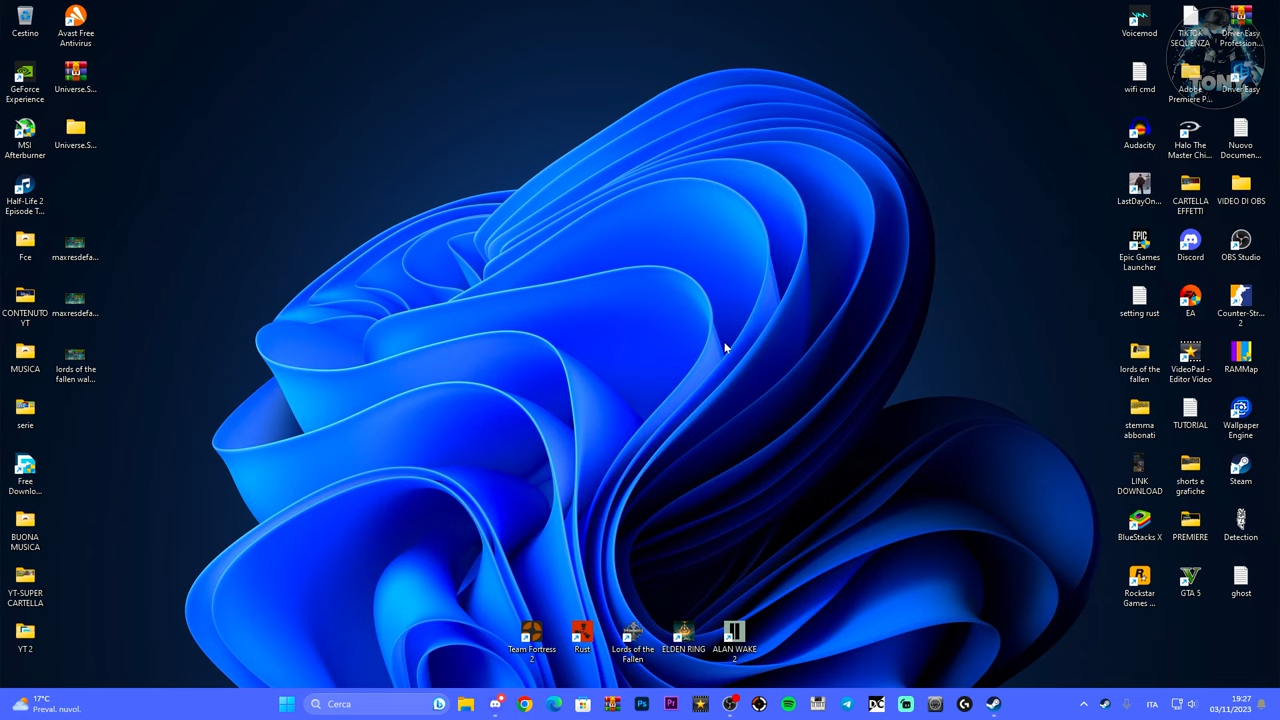 Cestino
Avast Free
Antivirus
GeForce
Experience
Universe.S...
MSI
Afterburner
Universe.S...
Half-Life 2
Episode T...
Fce
maxresdefa...
CONTENUTO
YT
maxresdefa...
MUSICA
lords of the
fallen wal...
serie
Free
Downlo...
BUONA
MUSICA
YT-SUPER
CARTELLA
YT 2
Team Fortress
2
Rust
Lords of the
Fallen
ELDEN RING
ALAN WAKE
2
Voicemod
TIKTOK
SEQUENZA
Driver Easy
Profession...
wifi cmd
Adobe
Premiere P...
Driver Easy
TONY
Audacity
Halo The
Master Chi...
Nuovo
Documen...
LastDayOn...
CARTELLA
EFFETTI
VIDEO DI OBS
EPIC
GAMES
Epic Games
Launcher
Discord
OBS Studio
setting rust
EA
Counter-Str...
2
lords of the
fallen
VideoPad -
Editor Video
RAMMap
stemma
abbonati
TUTORIAL
Wallpaper
Engine
LINK
DOWNLOAD
shorts e
grafiche
Steam
BlueStacks X
PREMIERE
Detection
Rockstar
Games ...
GTA 5
ghost
17°C
Preval. nuvol.
Cerca
Ps
Pr
ITA
19:27
03/11/2023